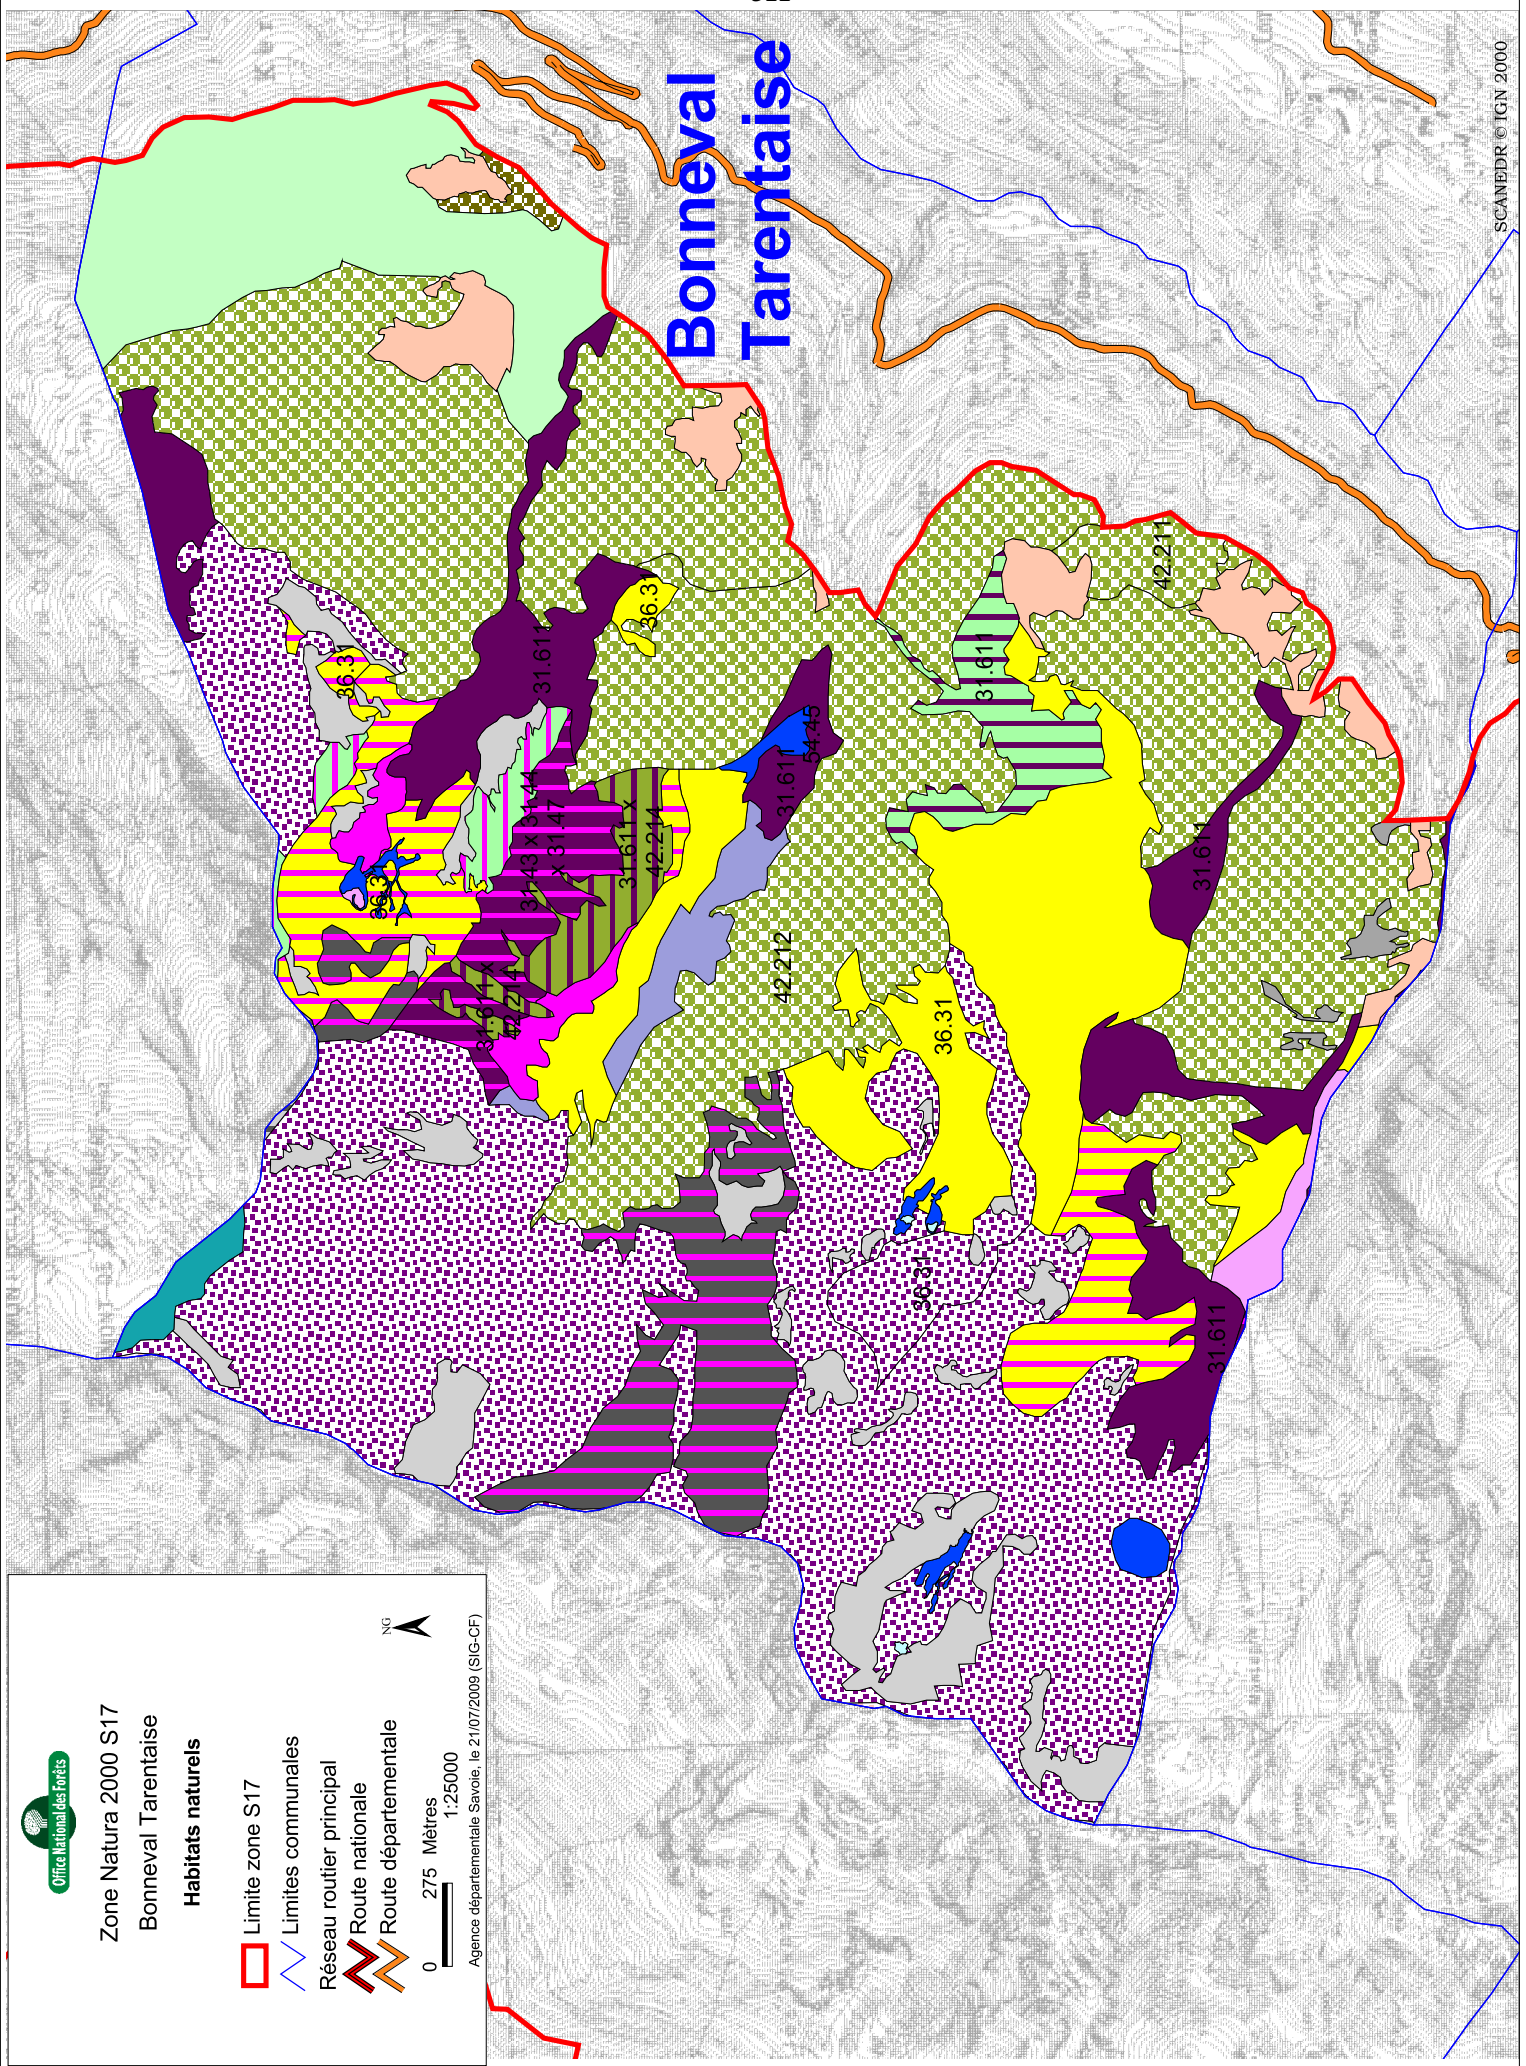 Office National des Forêts
Zone Natura 2000 S17
Bonneval Tarentaise
Habitats naturels
Limite zone S17
Limites communales
Réseau routier principal
Route nationale
Route départementale
NG
0 275 Mètres
1:25000
Agence départementale Savoie, le 21/07/2009 (SIG-CF)
Bonneval
Tarentaise
36.31
36.31
36.31
31.611
31.43 x 31.44
x 31.47
31.611 x
42.214
31.611 x
42.214
31.611
54.45
42.212
36.31
36.31
31.611
42.211
31.611
31.611
SCANEDR © IGN 2000